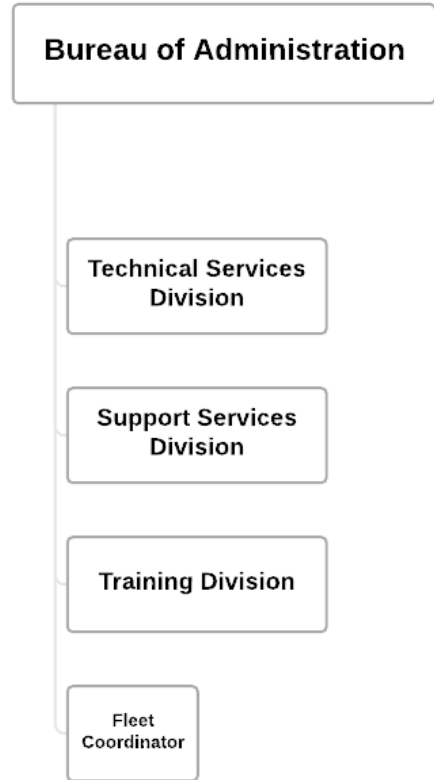 Bureau of Administration
Technical Services
Division
Support Services
Division
Training Division
Fleet
Coordinator